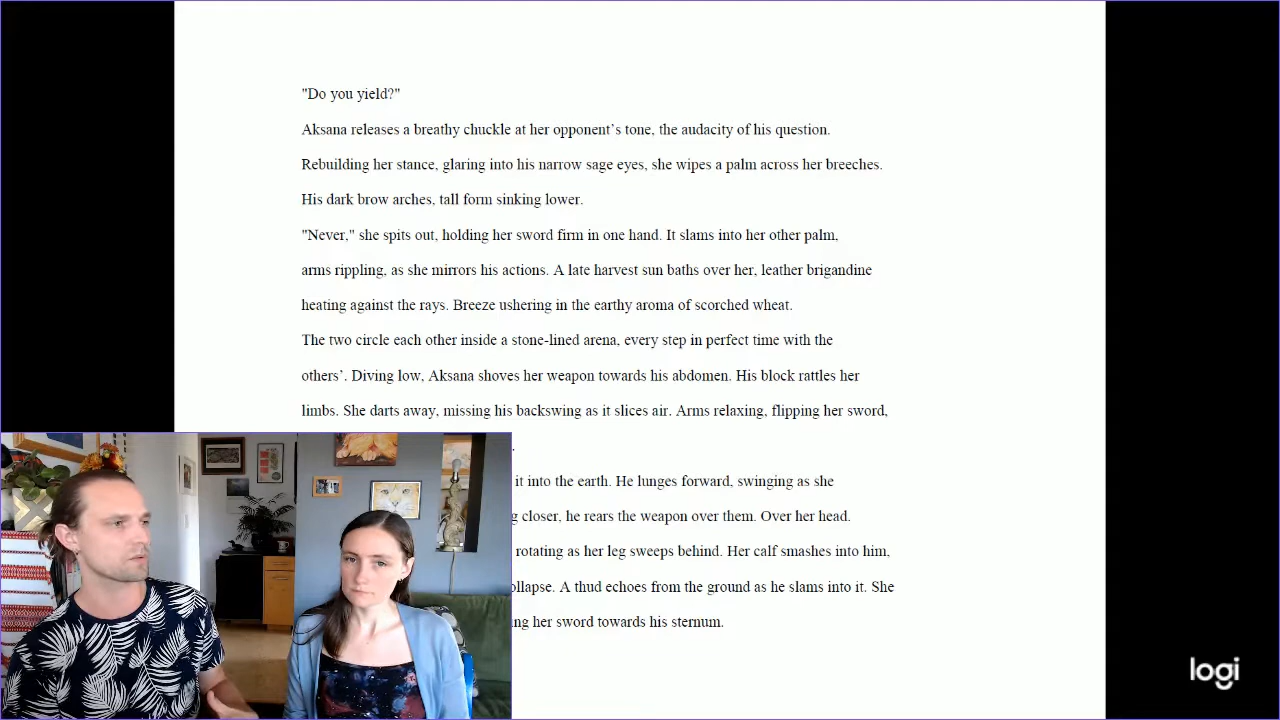 "Do you yield?"
Aksana releases a breathy chuckle at her opponent’s tone, the audacity of his question.
Rebuilding her stance, glaring into his narrow sage eyes, she wipes a palm across her breeches.
His dark brow arches, tall form sinking lower.
"Never," she spits out, holding her sword firm in one hand. It slams into her other palm,
arms rippling, as she mirrors his actions. A late harvest sun baths over her, leather brigandine
heating against the rays. Breeze ushering in the earthy aroma of scorched wheat.
The two circle each other inside a stone-lined arena, every step in perfect time with the
others’. Diving low, Aksana shoves her weapon towards his abdomen. His block rattles her
limbs. She darts away, missing his backswing as it slices air. Arms relaxing, flipping her sword,
.
it into the earth. He lunges forward, swinging as she
closer, he rears the weapon over them. Over her head.
rotating as her leg sweeps behind. Her calf smashes into him,
ollapse. A thud echoes from the ground as he slams into it. She
ng her sword towards his sternum.
logi